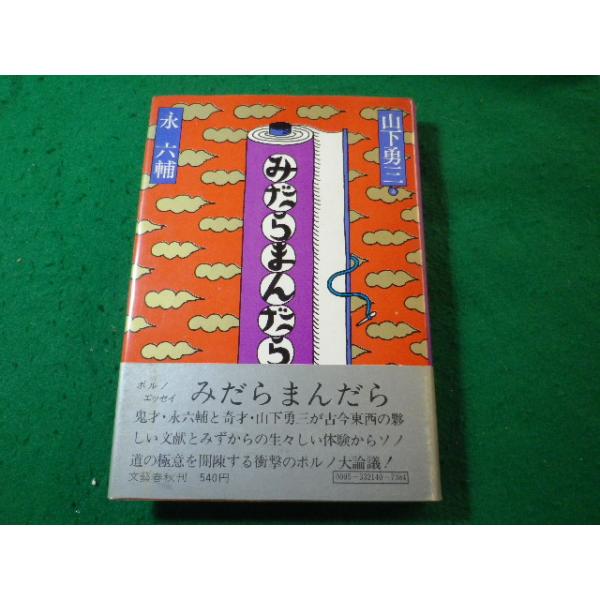 山下勇三
永六輔
みだらまんだら
ポルノ
エッセイ
みだらまんだら
鬼才・永六輔と奇才・山下勇三が古今東西の夥
しい文献とみずからの生々しい体験からソノ
道の極意を開陳する衝撃のポルノ大論議!
文藝春秋刊 540円
0095-332140-7384